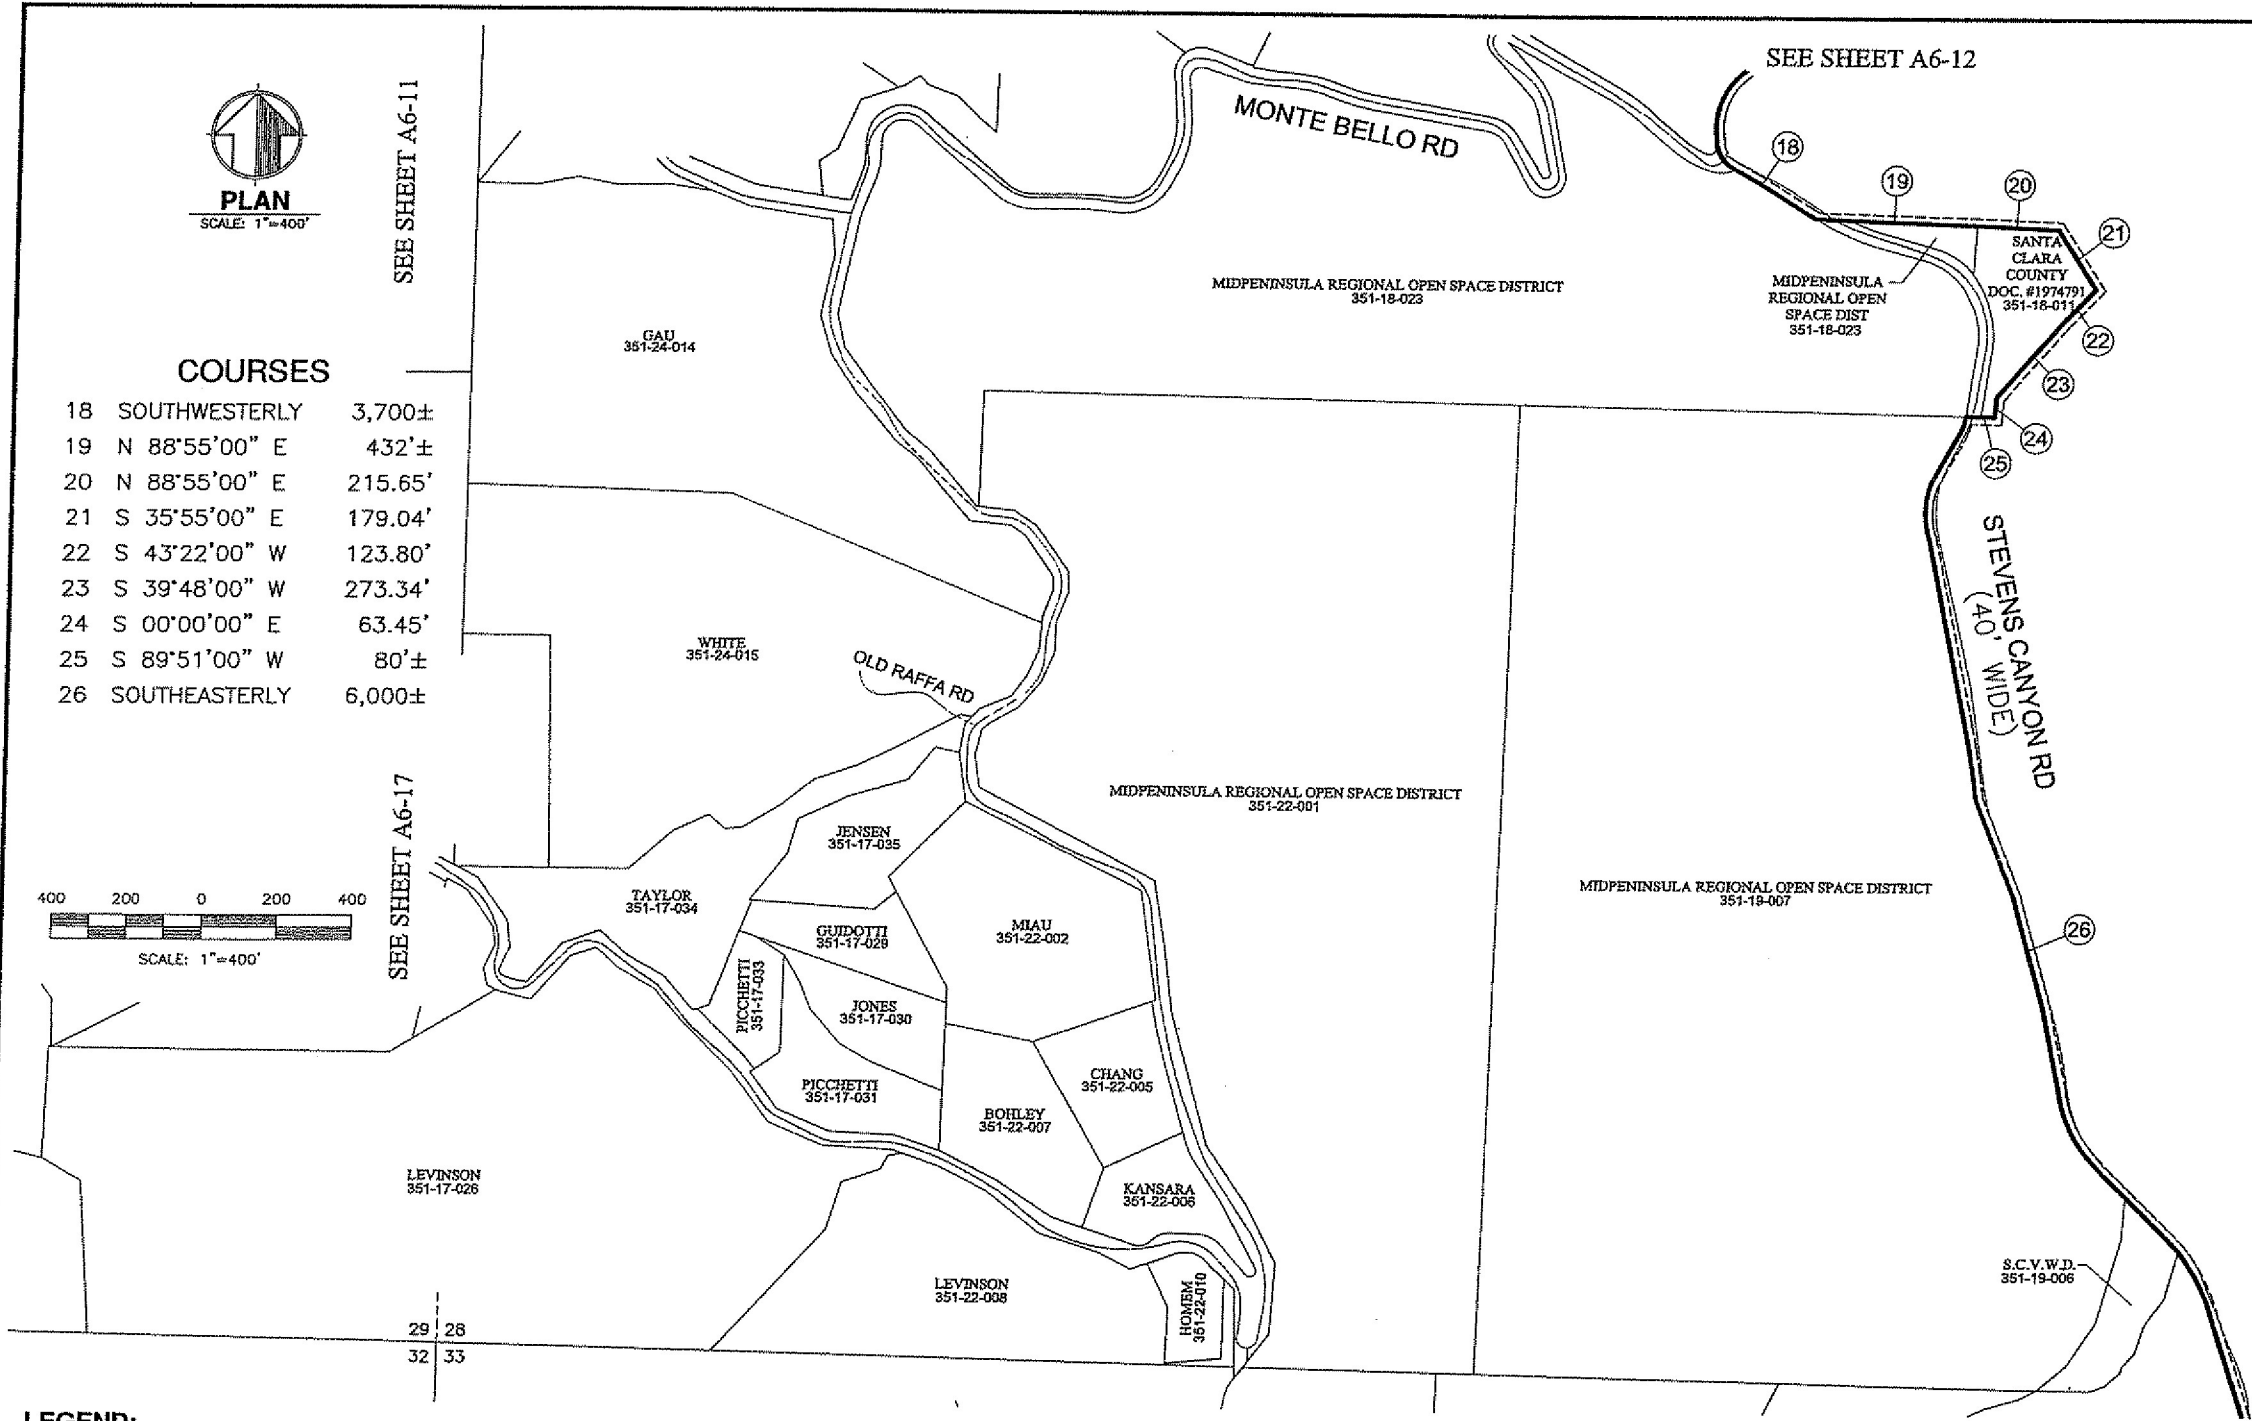 SEE SHEET A6-11
SEE SHEET A6-12
PLAN
SCALE: 1"=400'
MONTE BELLO RD
18
19
20
21
22
23
24
25
SANTA
CLARA
COUNTY
DOC. #1974791
351-18-011
MIDPENINSULA
REGIONAL OPEN
SPACE DIST
351-18-023
MIDPENINSULA REGIONAL OPEN SPACE DISTRICT
351-18-023
GAU
351-24-014
COURSES
18 SOUTHWESTERLY 3,700±
19 N 88°55'00" E 432'±
20 N 88°55'00" E 215.65'
21 S 35°55'00" E 179.04'
22 S 43°22'00" W 123.80'
23 S 39°48'00" W 273.34'
24 S 00°00'00" E 63.45'
25 S 89°51'00" W 80'±
26 SOUTHEASTERLY 6,000±
STEVENS CANYON RD
(40' WIDE)
WHITE
351-24-015
OLD RAFFA RD
MIDPENINSULA REGIONAL OPEN SPACE DISTRICT
351-22-001
SEE SHEET A6-17
JENSEN
351-17-035
MIDPENINSULA REGIONAL OPEN SPACE DISTRICT
351-19-007
400 200 0 200 400
SCALE: 1"=400'
TAYLOR
351-17-034
GUIDOTTI
351-17-029
MIAU
351-22-002
26
PICCHETTI
351-17-033
JONES
351-17-030
CHANG
351-22-005
PICCHETTI
351-17-031
BOHLEY
351-22-007
LEVINSON
351-17-026
KANSARA
351-22-006
S.C.V.W.D.
351-19-006
LEVINSON
351-22-008
HOMEM
351-22-010
29 28
32 33
LEGEND: